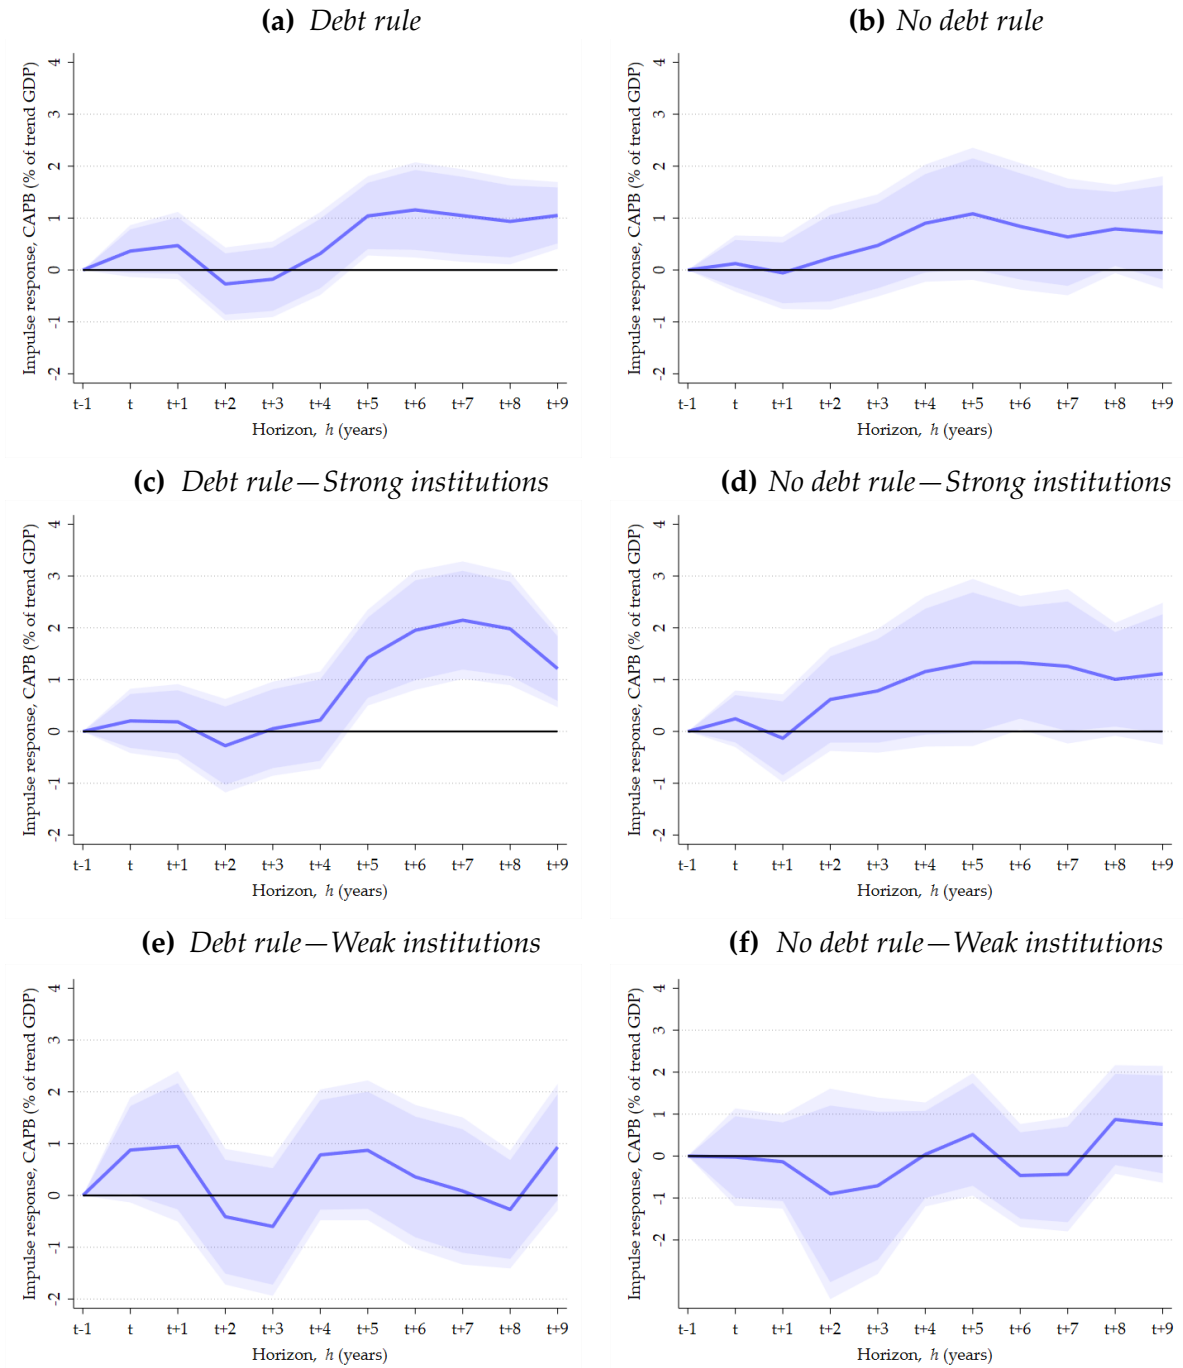 (a) Debt rule
Impulse response, CAPB (% of trend GDP)
4
3
2
1
0
-1
-2
t-1 t t+1 t+2 t+3 t+4 t+5 t+6 t+7 t+8 t+9
Horizon, h (years)
(b) No debt rule
Impulse response, CAPB (% of trend GDP)
4
3
2
1
0
-1
-2
t-1 t t+1 t+2 t+3 t+4 t+5 t+6 t+7 t+8 t+9
Horizon, h (years)
(c) Debt rule—Strong institutions
Impulse response, CAPB (% of trend GDP)
4
3
2
1
0
-1
-2
t-1 t t+1 t+2 t+3 t+4 t+5 t+6 t+7 t+8 t+9
Horizon, h (years)
(d) No debt rule—Strong institutions
Impulse response, CAPB (% of trend GDP)
4
3
2
1
0
-1
-2
t-1 t t+1 t+2 t+3 t+4 t+5 t+6 t+7 t+8 t+9
Horizon, h (years)
(e) Debt rule—Weak institutions
Impulse response, CAPB (% of trend GDP)
4
3
2
1
0
-1
-2
t-1 t t+1 t+2 t+3 t+4 t+5 t+6 t+7 t+8 t+9
Horizon, h (years)
(f) No debt rule—Weak institutions
Impulse response, CAPB (% of trend GDP)
4
3
2
1
0
-1
-2
t-1 t t+1 t+2 t+3 t+4 t+5 t+6 t+7 t+8 t+9
Horizon, h (years)